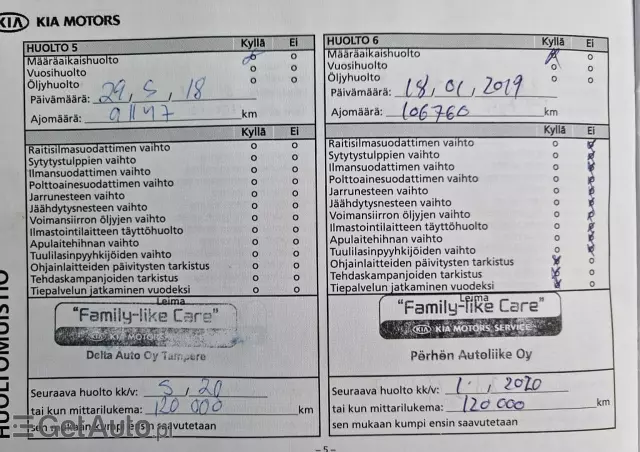 KIA KIA MOTORS
HUOLTO 5 Kyllä Ei
Määräaikaishuolto o o
Vuosihuolto o o
Öljyhuolto o o
Päivämäärä: 29, 5, 18
Ajomäärä: 91147 km
Kyllä Ei
Raitisilmasuodattimen vaihto o o
Sytytystulppien vaihto o o
Ilmansuodattimen vaihto o o
Polttoainesuodattimen vaihto o o
Jarrunesteen vaihto o o
Jäähdytysnesteen vaihto o o
Voimansiirron öljyjen vaihto o o
Ilmastointilaitteen täyttöhuolto o o
Apulaitehihnan vaihto o o
Tuulilasinpyyhkijöiden vaihto o o
Ohjainlaitteiden päivitysten tarkistus o o
Tehdaskampanjoiden tarkistus o o
Tiepalvelun jatkaminen vuodeksi o o
Leima
"Family-like Care"
KIA KIA MOTORS
Delta Auto Oy Tampere
Seuraava huolto kk/v: 5, 20
tai kun mittarilukema: 120 000 km
sen mukaan kumpi ensin saavutetaan
HUOLTO 6 Kyllä Ei
Määräaikaishuolto o o
Vuosihuolto o o
Öljyhuolto o o
Päivämäärä: 18, 01, 2019
Ajomäärä: 106760 km
Kyllä Ei
Raitisilmasuodattimen vaihto o
Sytytystulppien vaihto o
Ilmansuodattimen vaihto o
Polttoainesuodattimen vaihto o
Jarrunesteen vaihto o
Jäähdytysnesteen vaihto o
Voimansiirron öljyjen vaihto o
Ilmastointilaitteen täyttöhuolto o
Apulaitehihnan vaihto o
Tuulilasinpyyhkijöiden vaihto o
Ohjainlaitteiden päivitysten tarkistus o
Tehdaskampanjoiden tarkistus o
Tiepalvelun jatkaminen vuodeksi o
Leima
"Family-like Care"
KIA KIA MOTORS SERVICE
Pörhön Autoliike Oy
Seuraava huolto kk/v: 1., 2020
tai kun mittarilukema: 120 000 km
sen mukaan kumpi ensin saavutetaan
HUOLTOMUISTIO
GetAuto.pl
- 5 -